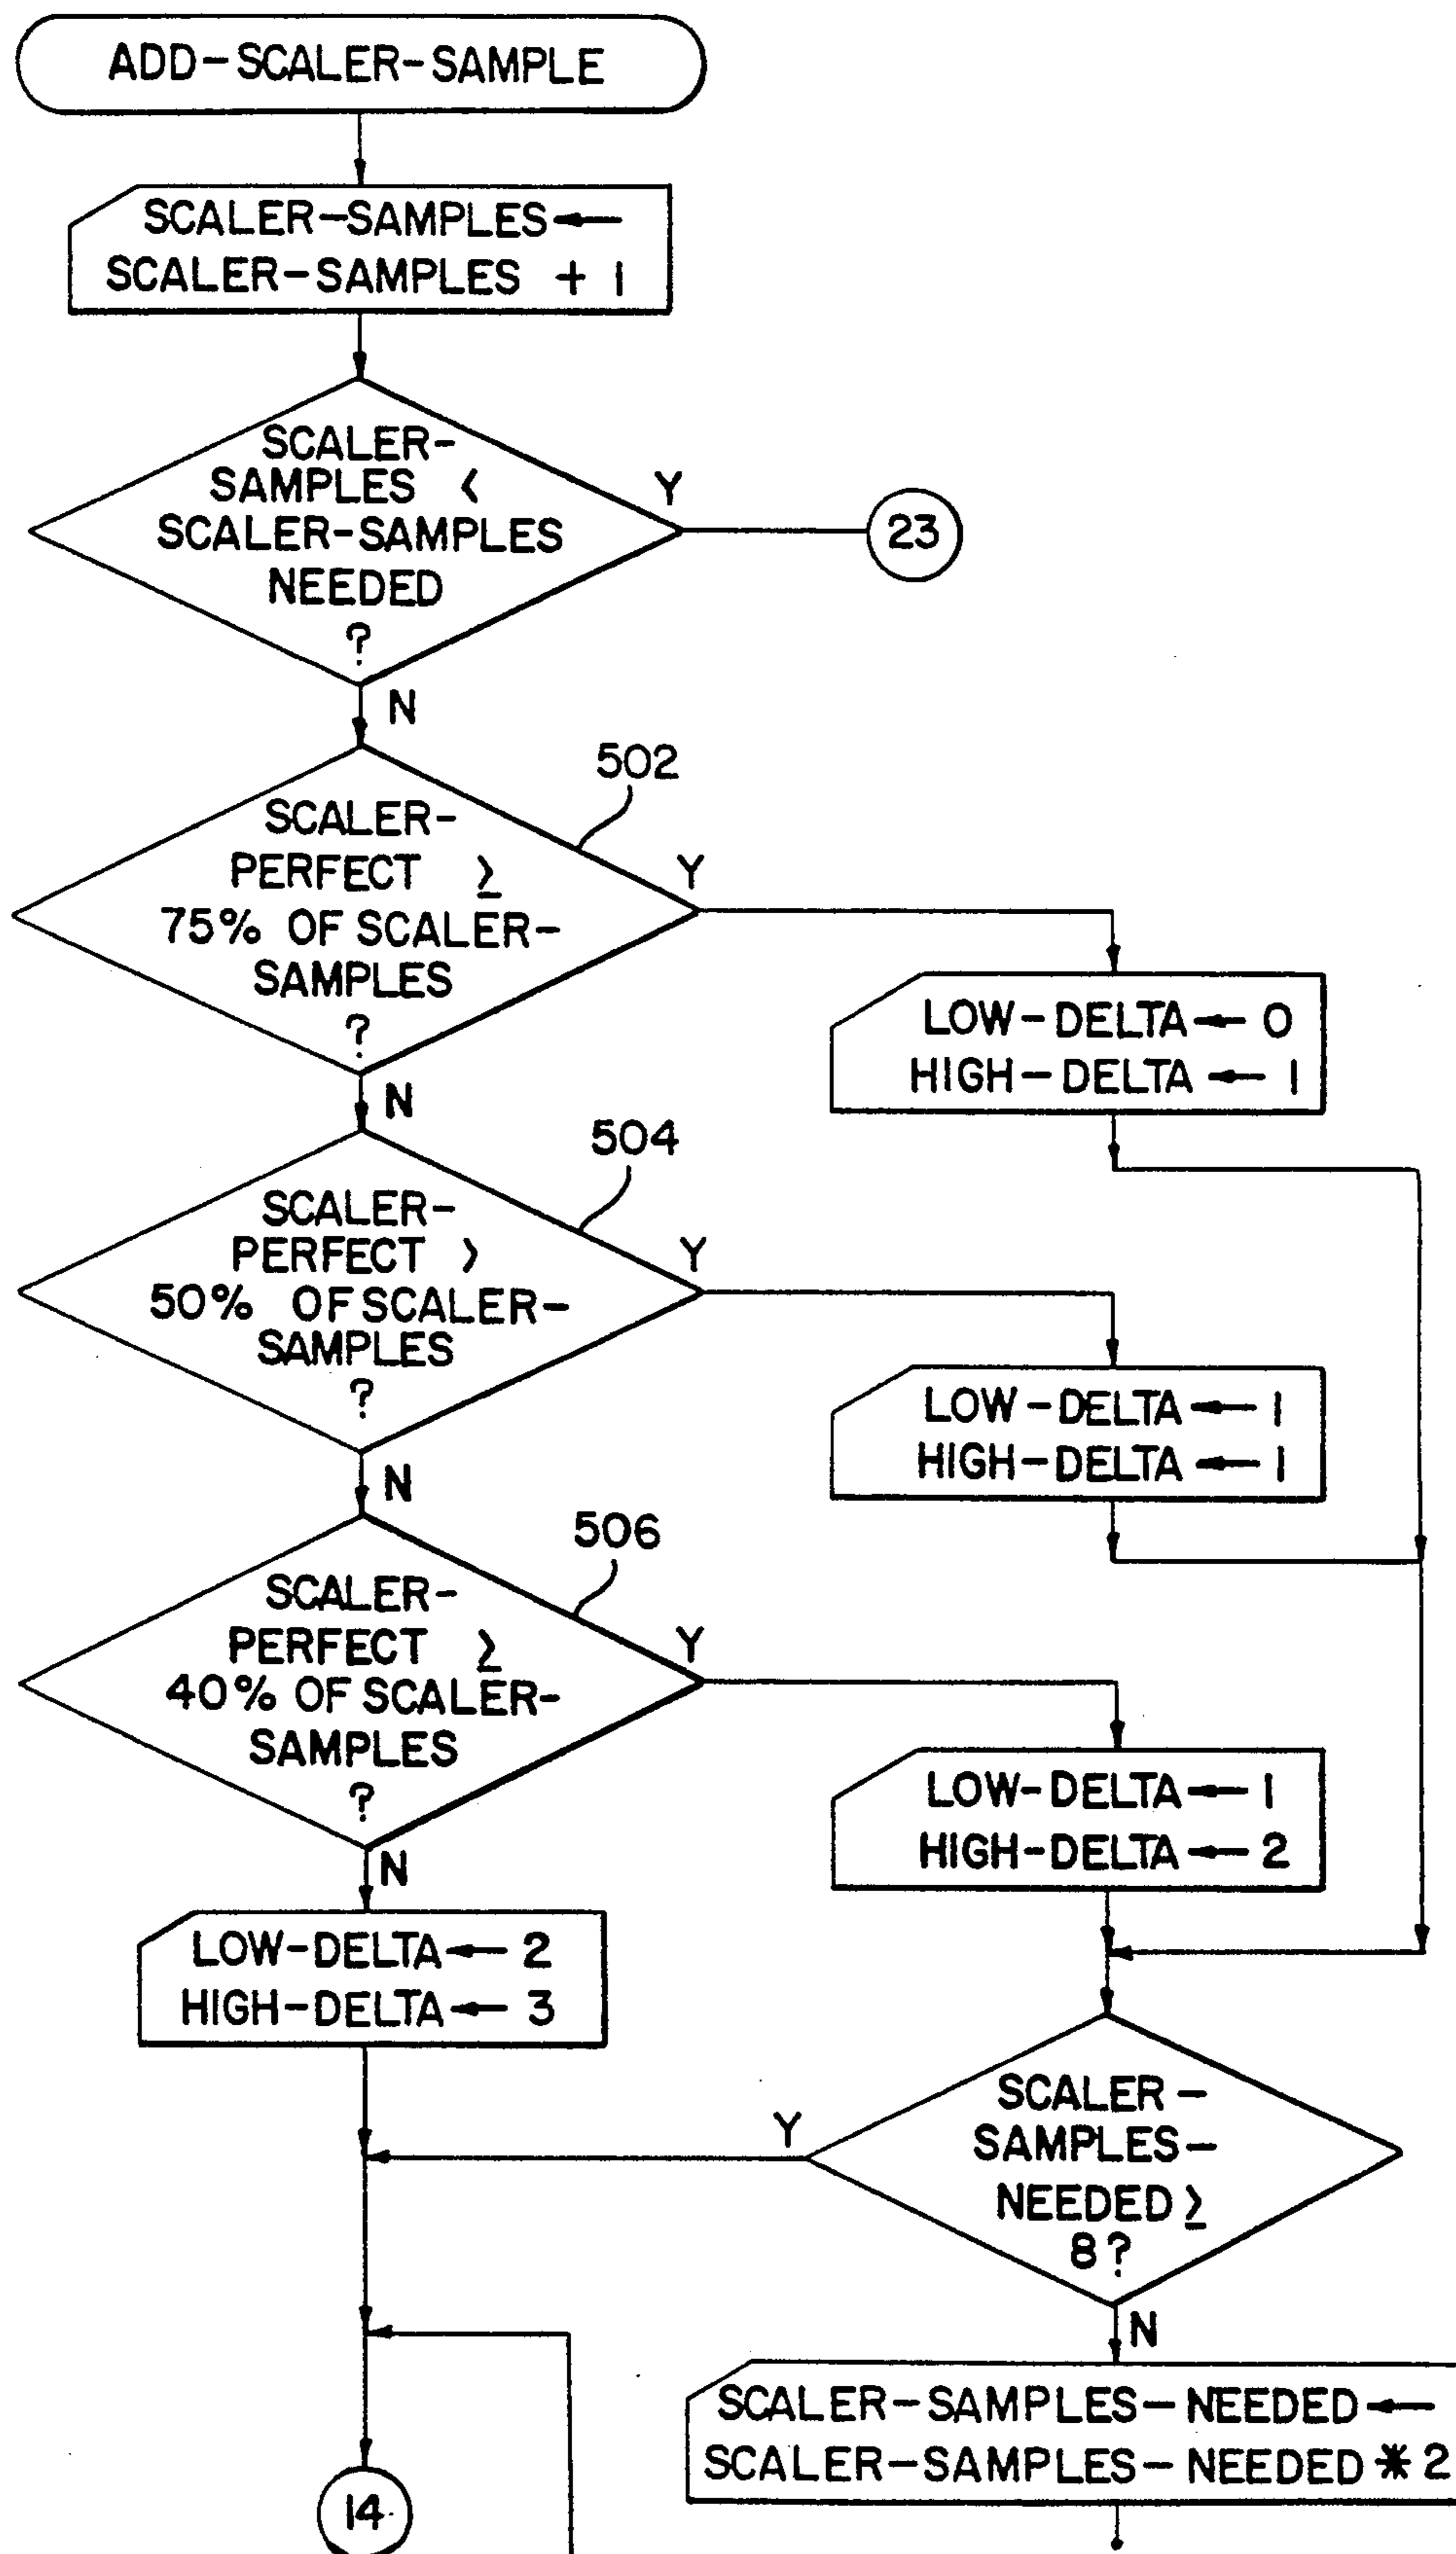 ADD-SCALER-SAMPLE
SCALER-SAMPLES ←
SCALER-SAMPLES + 1
SCALER-
SAMPLES <
SCALER-SAMPLES
NEEDED
?
Y
23
N
502
SCALER-
PERFECT ≥
75% OF SCALER-
SAMPLES
?
Y
LOW-DELTA ← 0
HIGH-DELTA ← 1
N
504
SCALER-
PERFECT >
50% OF SCALER-
SAMPLES
?
Y
LOW-DELTA ← 1
HIGH-DELTA ← 1
N
506
SCALER-
PERFECT ≥
40% OF SCALER-
SAMPLES
?
Y
LOW-DELTA ← 1
HIGH-DELTA ← 2
N
LOW-DELTA ← 2
HIGH-DELTA ← 3
SCALER-
SAMPLES-
NEEDED ≥
8?
Y
N
SCALER-SAMPLES-NEEDED ←
SCALER-SAMPLES-NEEDED * 2
14